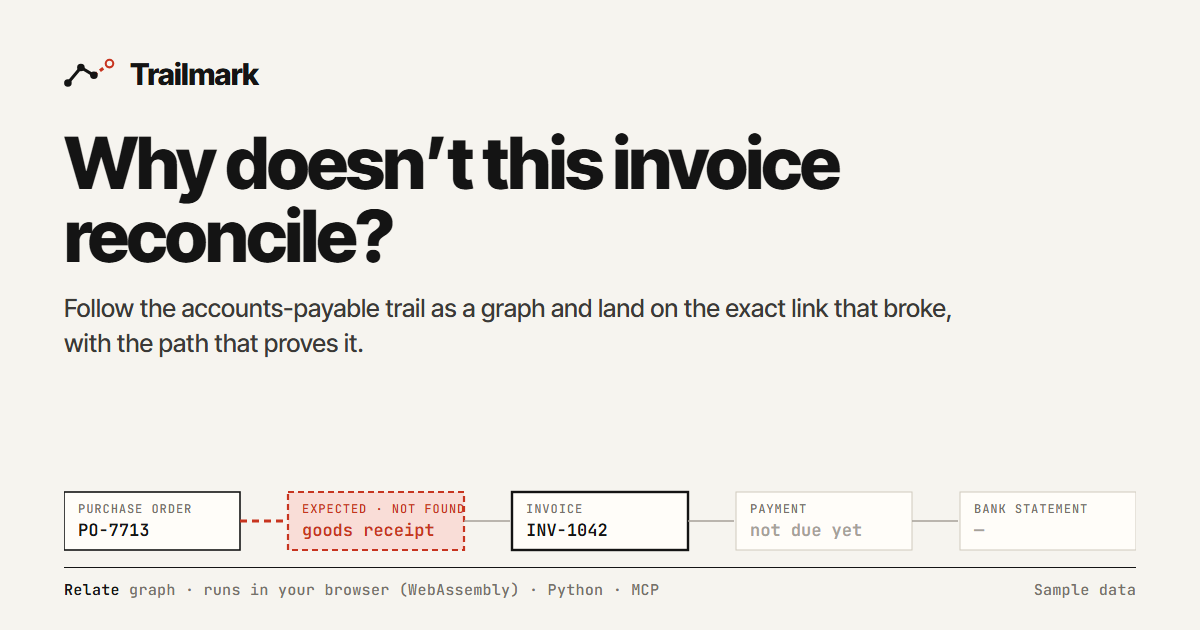 Trailmark
Why doesn’t this invoice
reconcile?
Follow the accounts-payable trail as a graph and land on the exact link that broke,
with the path that proves it.
PURCHASE ORDER
PO-7713
EXPECTED · NOT FOUND
goods receipt
INVOICE
INV-1042
PAYMENT
not due yet
BANK STATEMENT
—
Relate graph · runs in your browser (WebAssembly) · Python · MCP
Sample data